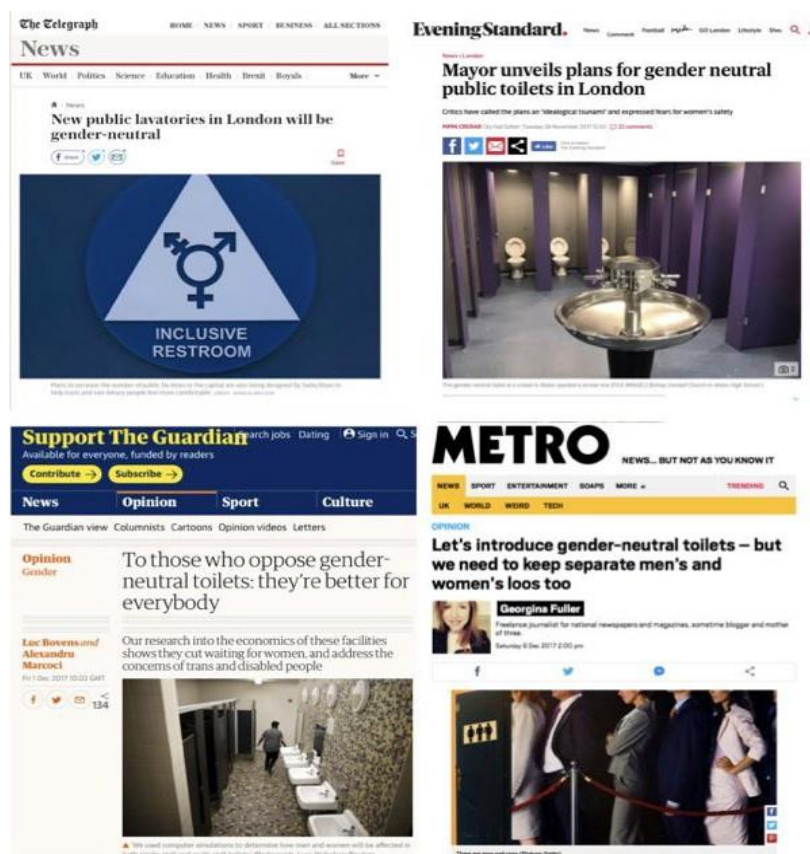 The Telegraph
HOME NEWS SPORT BUSINESS ALL SECTIONS
News
UK World Politics Science Education Health Brexit Royals More
News
New public lavatories in London will be
gender-neutral
INCLUSIVE
RESTROOM
Evening Standard.
News Comment Football GO London Lifestyle
News › London
Mayor unveils plans for gender neutral
public toilets in London
Critics have called the plans an "idealogical tsunami" and expressed fears for women's safety
2
Support The Guardian
Search jobs Dating Sign in
Available for everyone, funded by readers
Contribute → Subscribe →
News Opinion Sport Culture
The Guardian view Columnists Cartoons Opinion videos Letters
Opinion
Gender
To those who oppose gender-
neutral toilets: they're better for
everybody
Luc Bovens and
Alexandru
Marcoci
Fri 1 Dec 2017 10.02 GMT
134
Our research into the economics of these facilities
shows they cut waiting for women, and address the
concerns of trans and disabled people
METRO
NEWS... BUT NOT AS YOU KNOW IT
NEWS SPORT ENTERTAINMENT SOAPS MORE TRENDING
UK WORLD WEIRD TECH
OPINION
Let's introduce gender-neutral toilets – but
we need to keep separate men's and
women's loos too
Georgina Fuller
Freelance journalist for national newspapers and magazines, sometime blogger and mother
of three.
Saturday 9 Dec 2017 2:00 pm